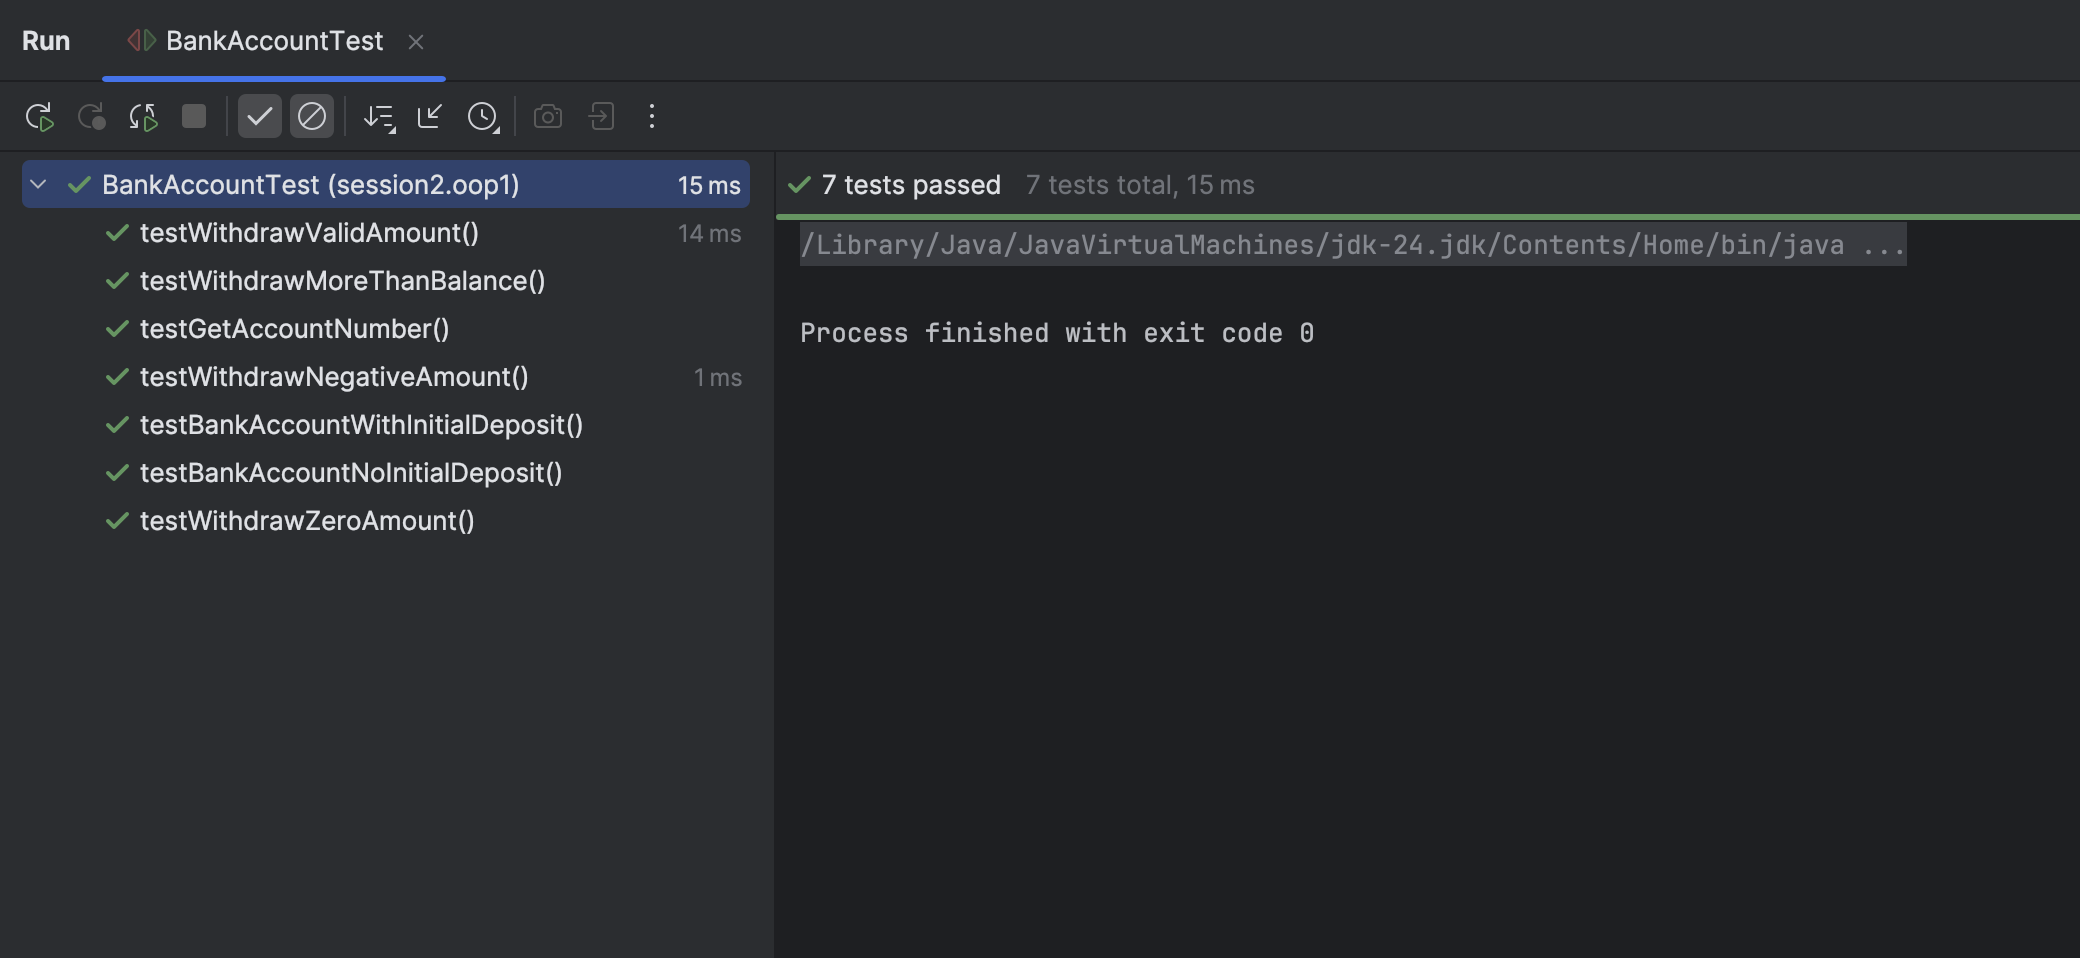 Run BankAccountTest
BankAccountTest (session2.oop1) 15 ms
testWithdrawValidAmount() 14 ms
testWithdrawMoreThanBalance()
testGetAccountNumber()
testWithdrawNegativeAmount() 1 ms
testBankAccountWithInitialDeposit()
testBankAccountNoInitialDeposit()
testWithdrawZeroAmount()
7 tests passed 7 tests total, 15 ms
/Library/Java/JavaVirtualMachines/jdk-24.jdk/Contents/Home/bin/java ...
Process finished with exit code 0